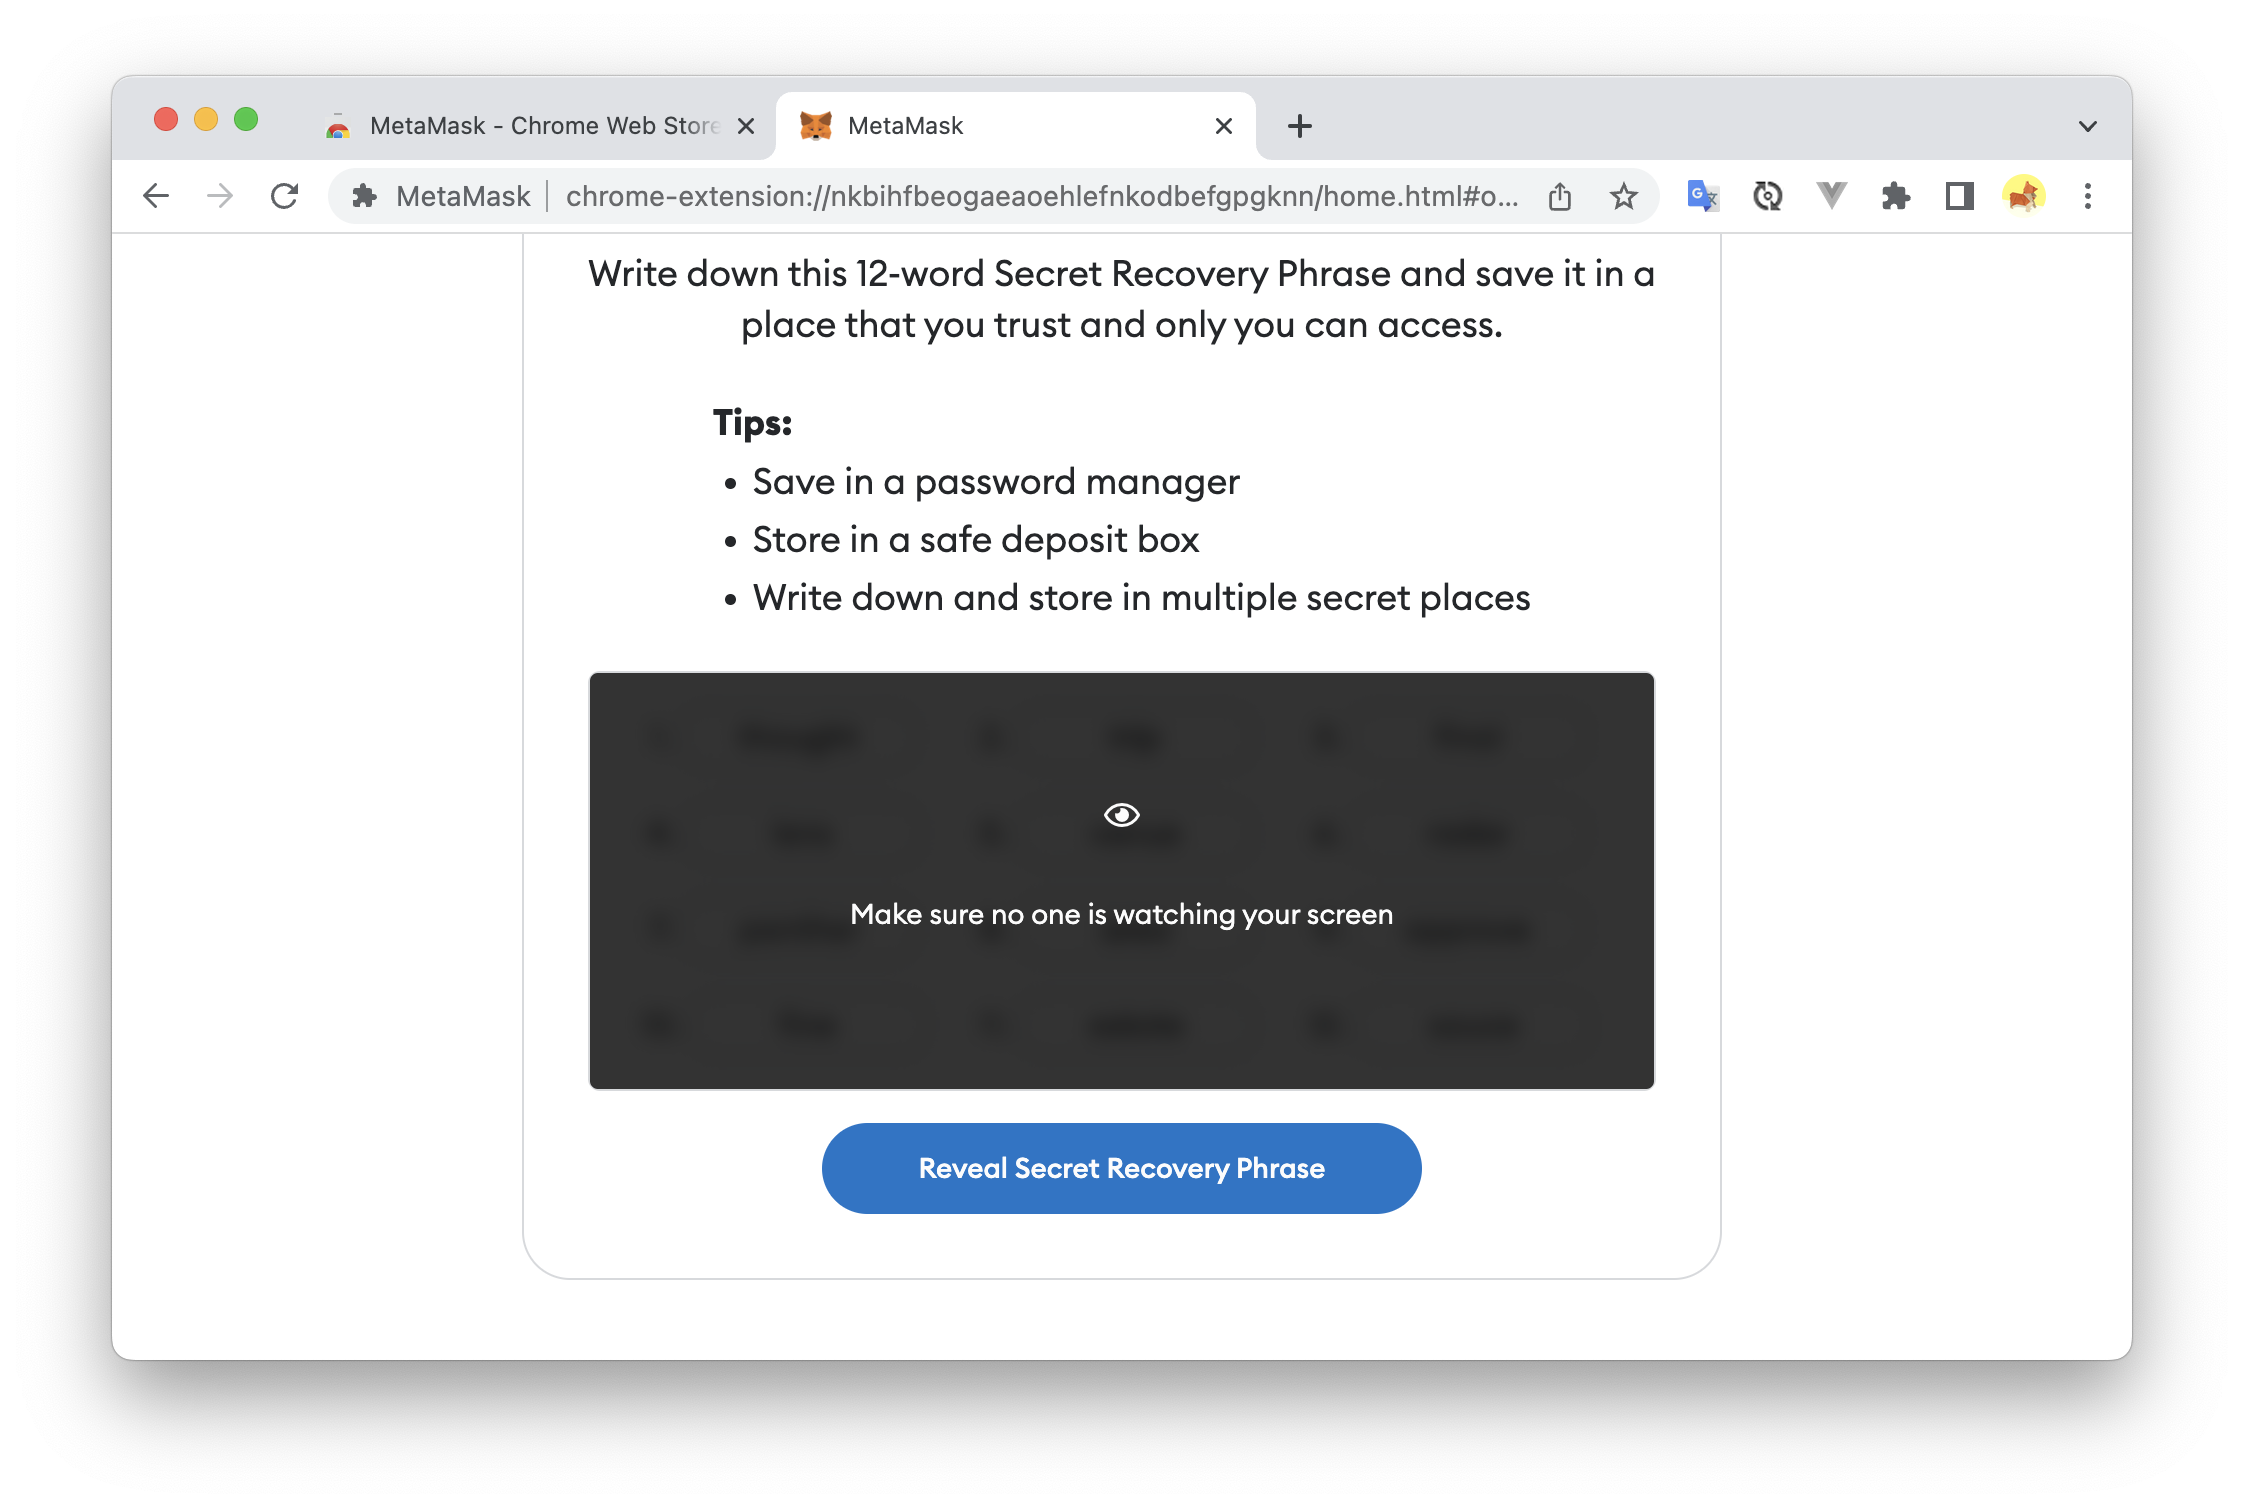 MetaMask - Chrome Web Store
MetaMask
MetaMask | chrome-extension://nkbihfbeogaeaoehlefnkodbefgpgknn/home.html#o...
Write down this 12-word Secret Recovery Phrase and save it in a
place that you trust and only you can access.
Tips:
• Save in a password manager
• Store in a safe deposit box
• Write down and store in multiple secret places
Make sure no one is watching your screen
Reveal Secret Recovery Phrase